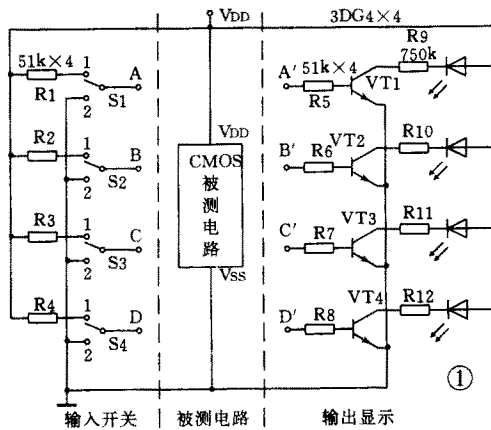 VDD
3DG4×4
51k×4
1
A
R1
2
S1
R2
1
B
2
S2
R3
1
C
2
S3
R4
1
D
2
S4
VDD
CMOS
被测电路
VSS
A′
51k×4
R5
VT1
R9
750k
B′
R6
VT2
R10
C′
R7
VT3
R11
D′
R8
VT4
R12
①
输入开关
被测电路
输出显示